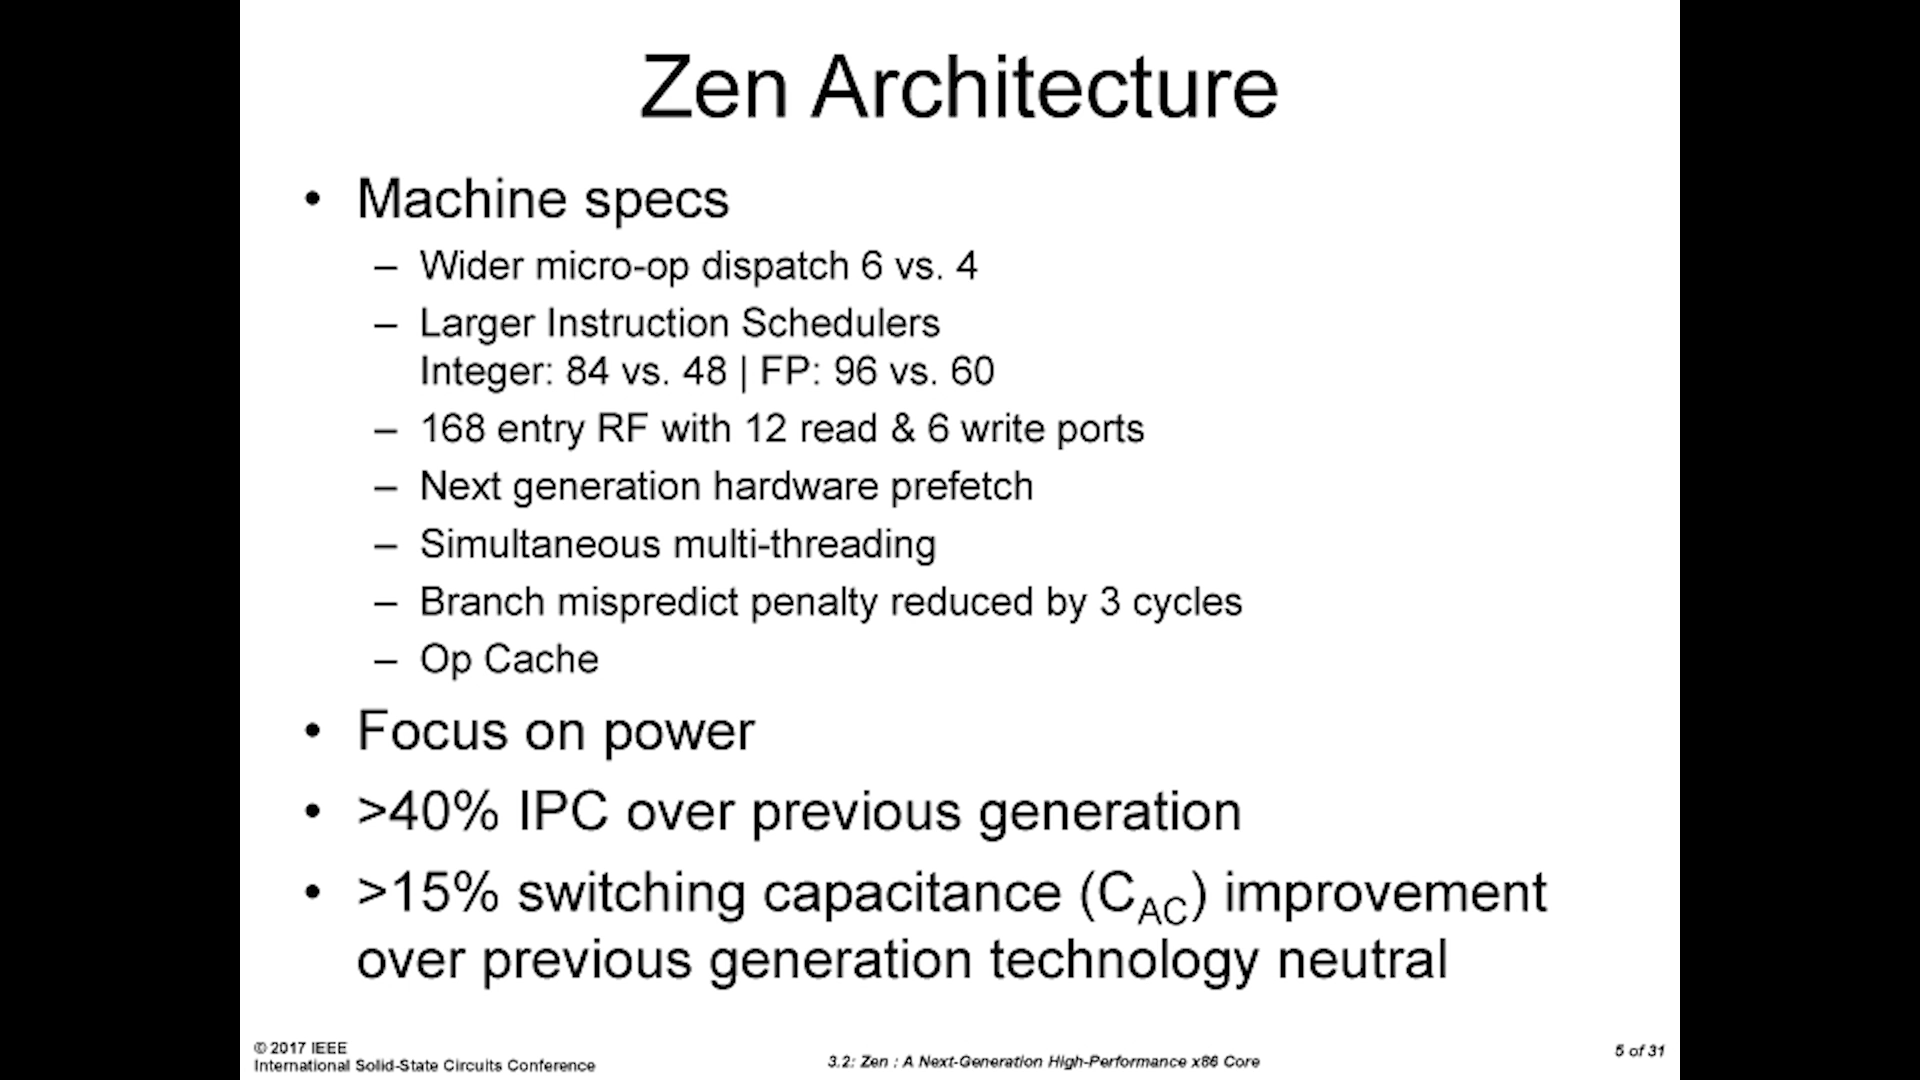 Zen Architecture
• Machine specs
– Wider micro-op dispatch 6 vs. 4
– Larger Instruction Schedulers
Integer: 84 vs. 48 | FP: 96 vs. 60
– 168 entry RF with 12 read & 6 write ports
– Next generation hardware prefetch
– Simultaneous multi-threading
– Branch mispredict penalty reduced by 3 cycles
– Op Cache
• Focus on power
• >40% IPC over previous generation
• >15% switching capacitance (CAC) improvement
over previous generation technology neutral
© 2017 IEEE
International Solid-State Circuits Conference
3.2: Zen : A Next-Generation High-Performance x86 Core
5 of 31